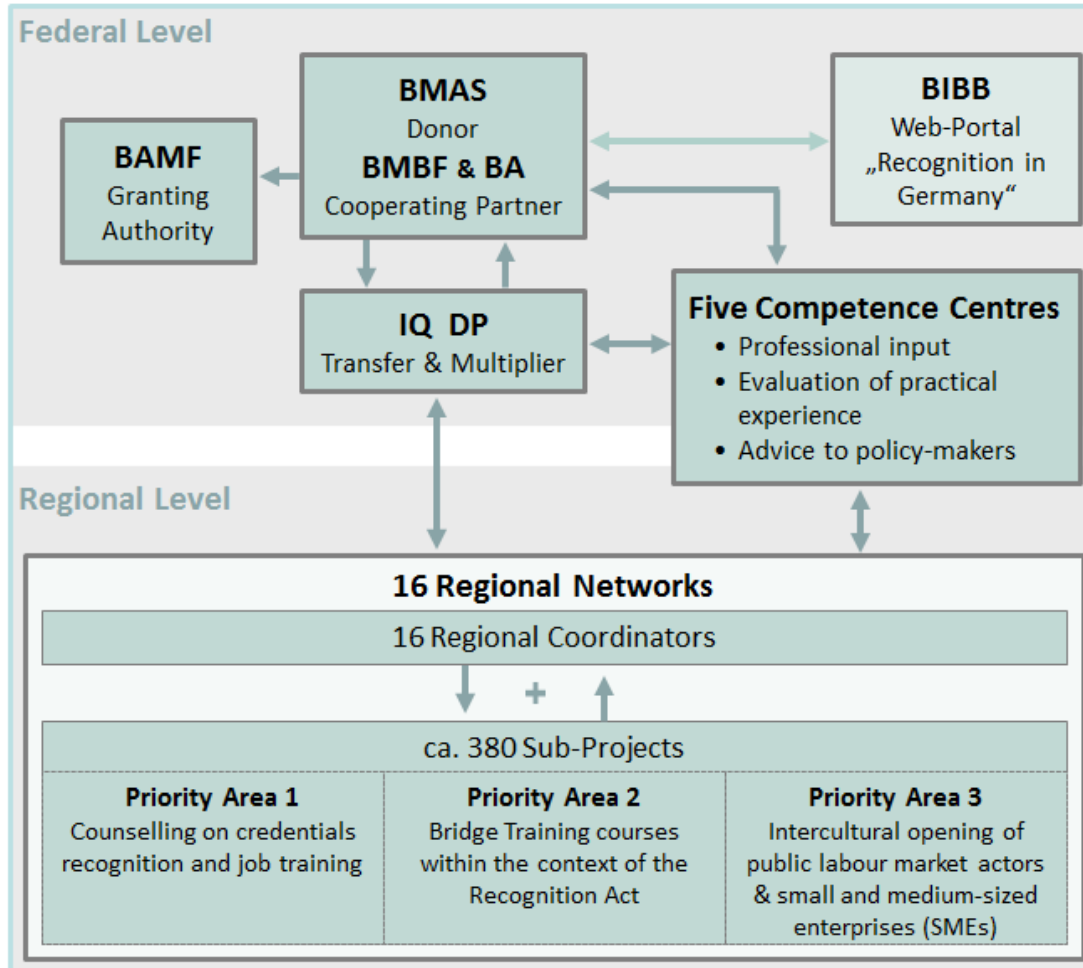 Federal Level
BMAS
Donor
BMBF & BA
Cooperating Partner
BIBB
Web-Portal
„Recognition in
Germany“
BAMF
Granting
Authority
IQ DP
Transfer & Multiplier
Five Competence Centres
• Professional input
• Evaluation of practical
experience
• Advice to policy-makers
Regional Level
16 Regional Networks
16 Regional Coordinators
+
ca. 380 Sub-Projects
Priority Area 1
Counselling on credentials
recognition and job training
Priority Area 2
Bridge Training courses
within the context of the
Recognition Act
Priority Area 3
Intercultural opening of
public labour market actors
& small and medium-sized
enterprises (SMEs)